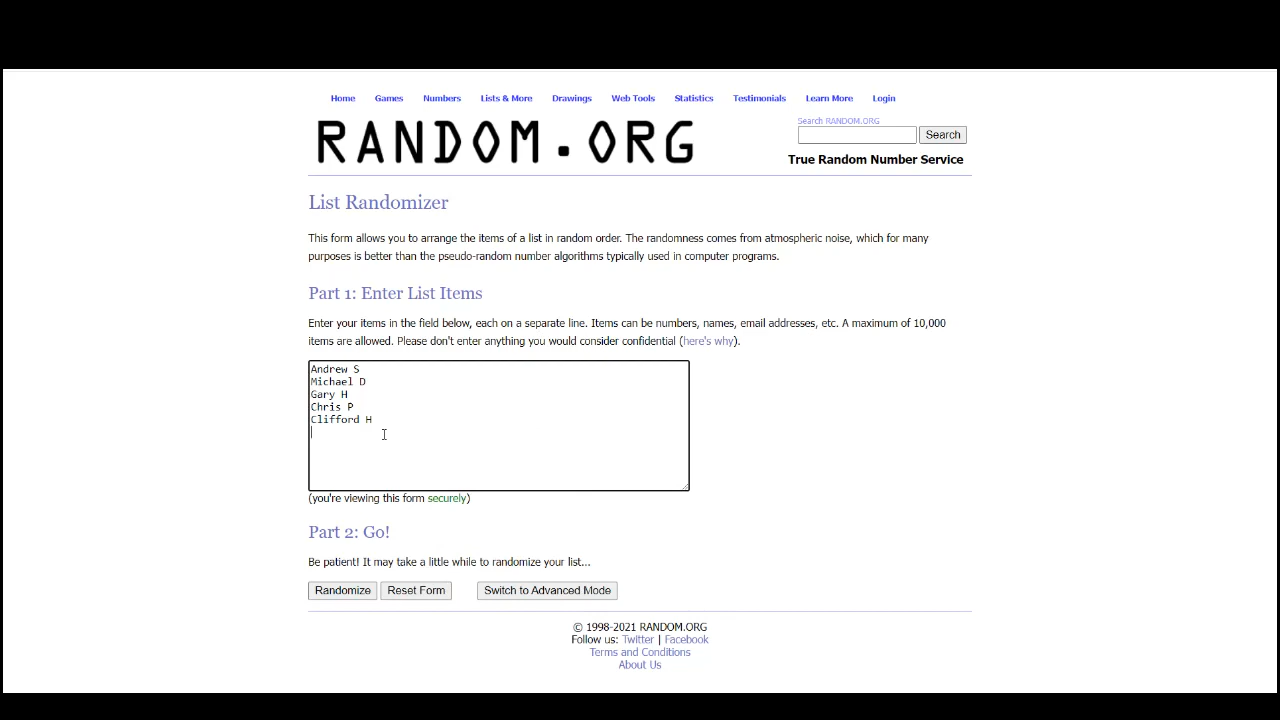 Home Games Numbers Lists & More Drawings Web Tools Statistics Testimonials Learn More Login
RANDOM.ORG
Search RANDOM.ORG
Search
True Random Number Service
List Randomizer
This form allows you to arrange the items of a list in random order. The randomness comes from atmospheric noise, which for many
purposes is better than the pseudo-random number algorithms typically used in computer programs.
Part 1: Enter List Items
Enter your items in the field below, each on a separate line. Items can be numbers, names, email addresses, etc. A maximum of 10,000
items are allowed. Please don't enter anything you would consider confidential (here's why).
Andrew S
Michael D
Gary H
Chris P
Clifford H
(you're viewing this form securely)
Part 2: Go!
Be patient! It may take a little while to randomize your list...
Randomize Reset Form Switch to Advanced Mode
© 1998-2021 RANDOM.ORG
Follow us: Twitter | Facebook
Terms and Conditions
About Us